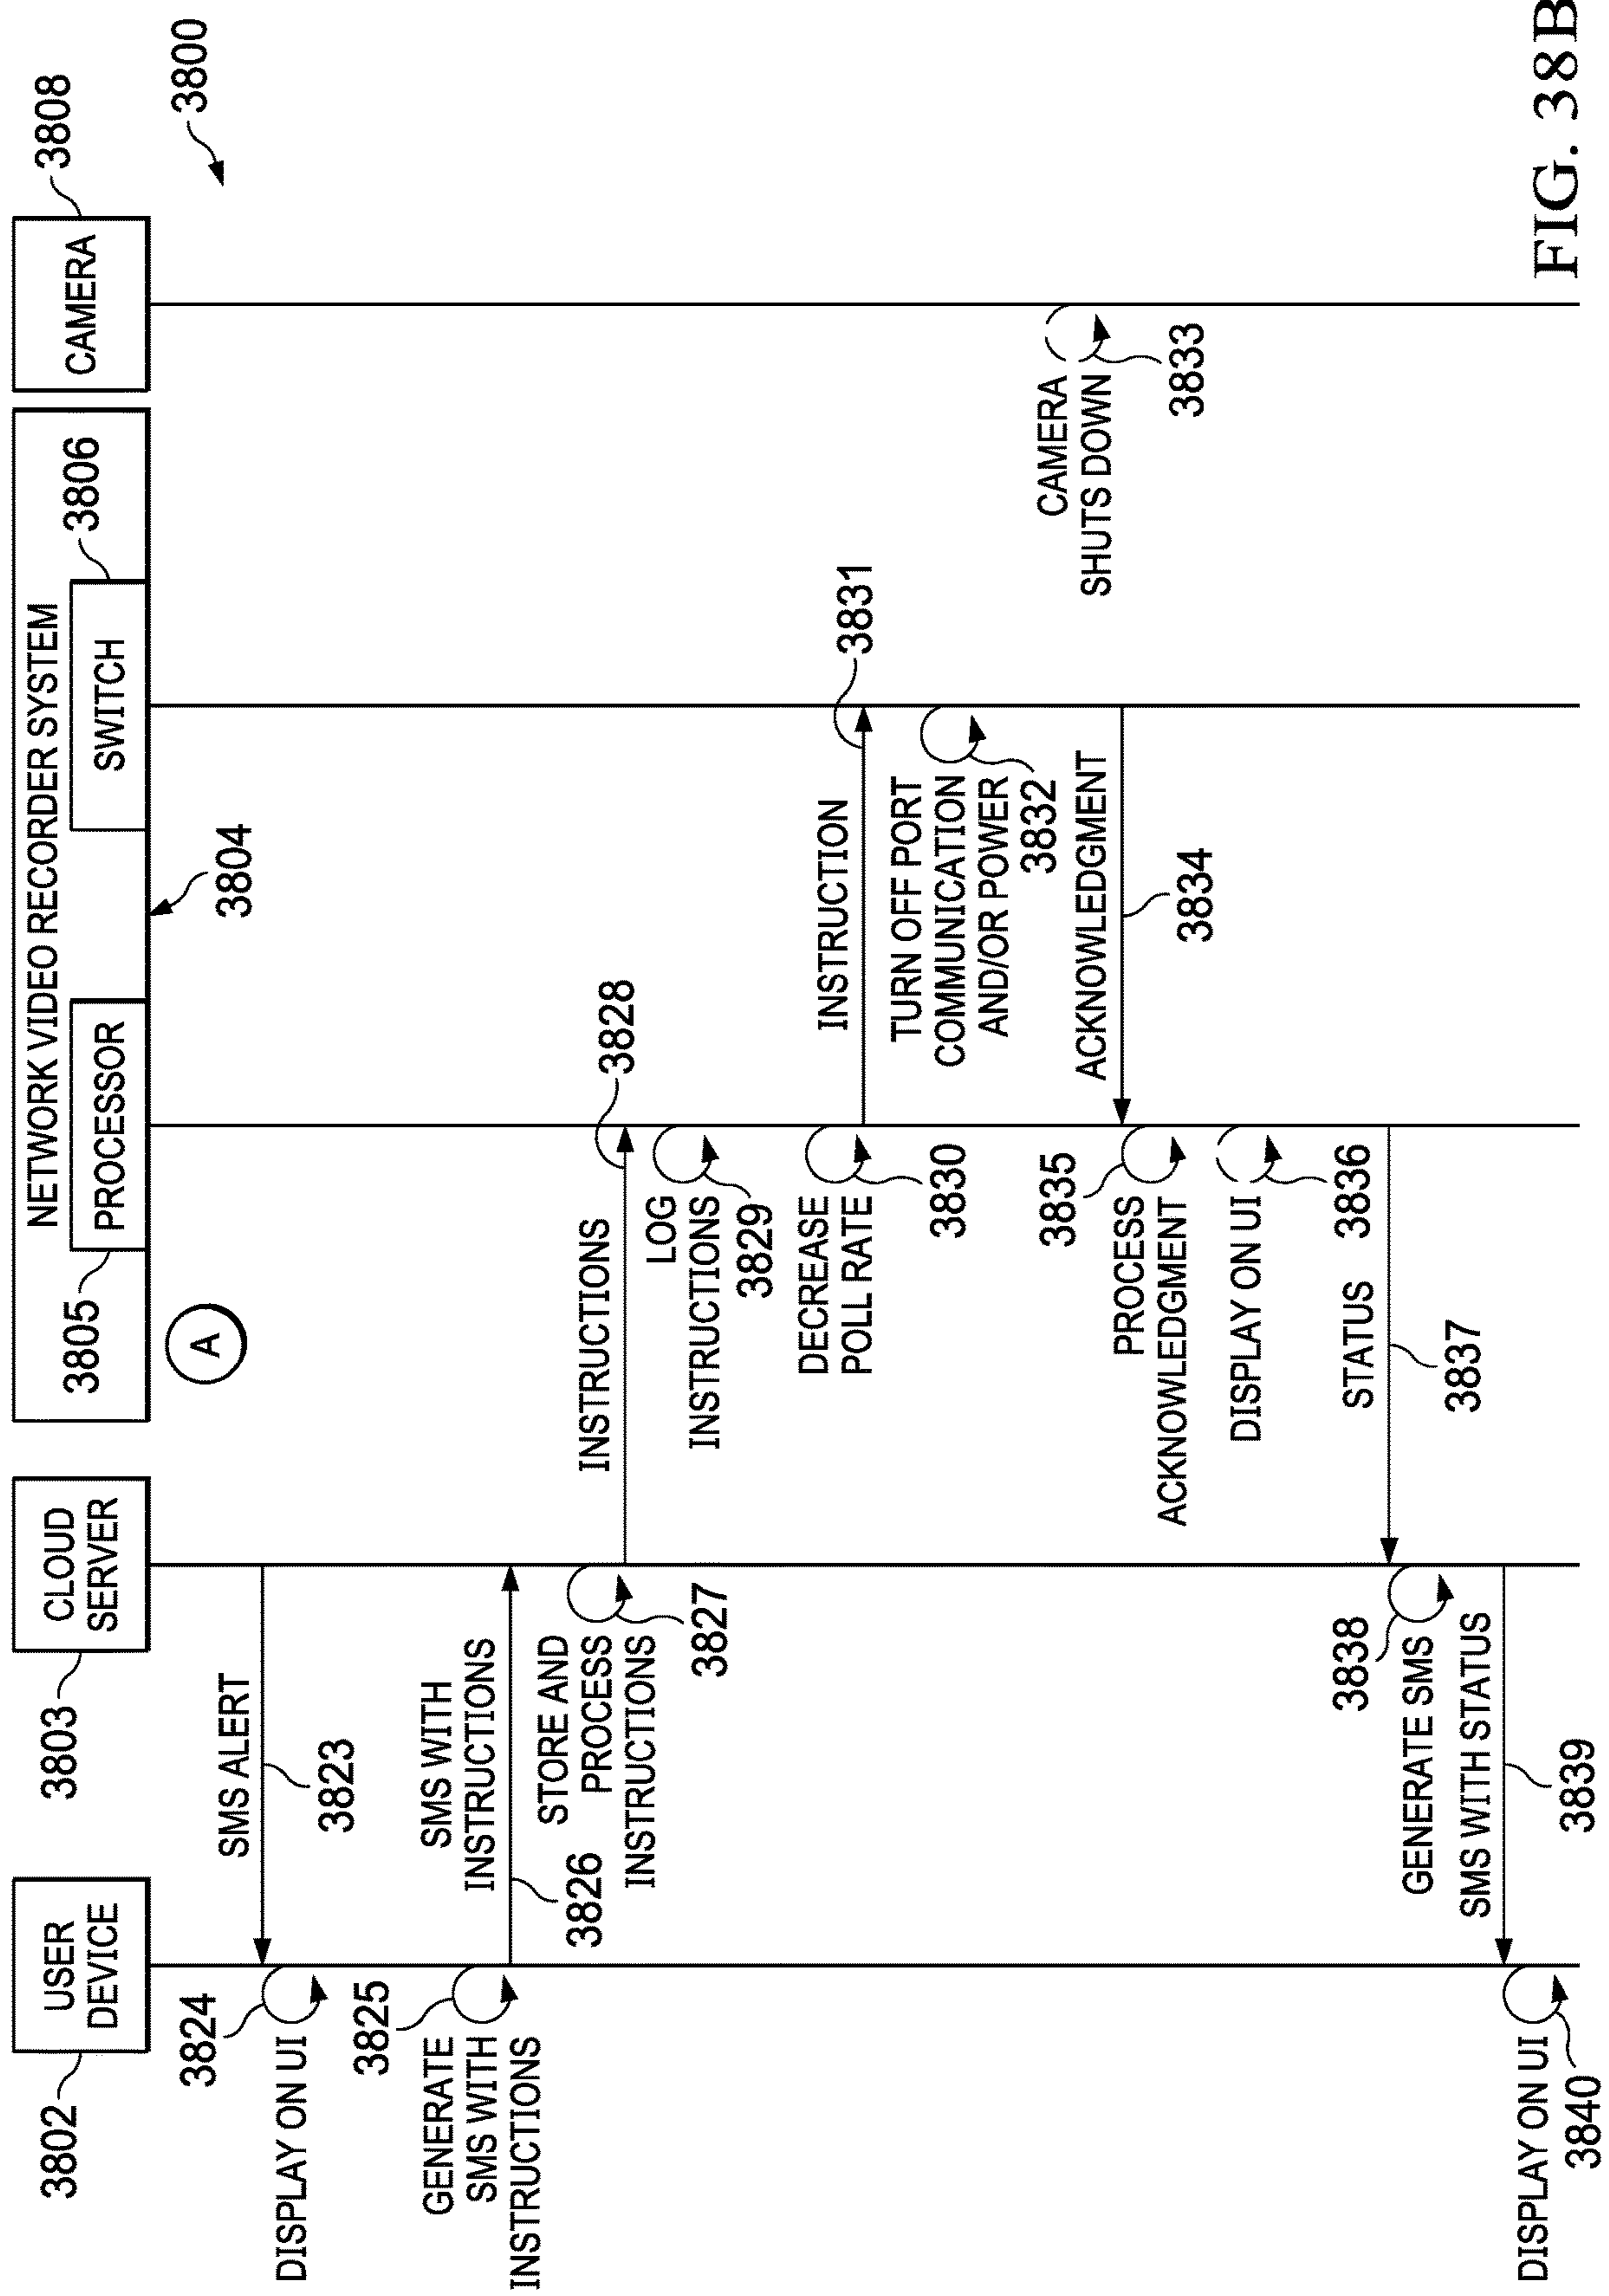 3802
USER
DEVICE
3803
CLOUD
SERVER
NETWORK VIDEO RECORDER SYSTEM
3805
PROCESSOR
SWITCH
3806
3804
CAMERA
3808
3800
A
SMS ALERT
3823
3824
DISPLAY ON UI
3825
GENERATE
SMS WITH
INSTRUCTIONS
SMS WITH
INSTRUCTIONS
3826
STORE AND
PROCESS
INSTRUCTIONS
3827
INSTRUCTIONS
3828
LOG
INSTRUCTIONS
3829
DECREASE
POLL RATE
3830
INSTRUCTION
3831
TURN OFF PORT
COMMUNICATION
AND/OR POWER
3832
CAMERA
SHUTS DOWN
3833
ACKNOWLEDGMENT
3834
3835
PROCESS
ACKNOWLEDGMENT
DISPLAY ON UI
3836
STATUS
3837
3838
GENERATE SMS
SMS WITH STATUS
3839
DISPLAY ON UI
3840
FIG. 38B